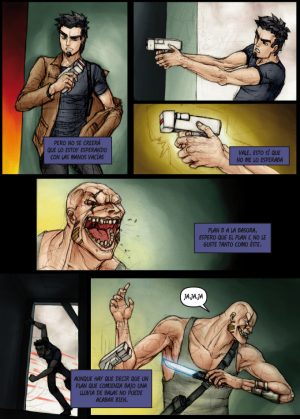 PERO NO SE CREERÁ
QUE LO ESTOY ESPERANDO
CON LAS MANOS VACÍAS
VALE, ESTO SÍ QUE
NO ME LO ESPERABA
PLAN B A LA BASURA,
ESPERO QUE EL PLAN C NO SE
GUSTE TANTO COMO ÉSTE.
JAJAJA
AUNQUE HAY QUE DECIR QUE UN
PLAN QUE COMIENZA BAJO UNA
LLUVIA DE BALAS NO PUEDE
ACABAR BIEN.